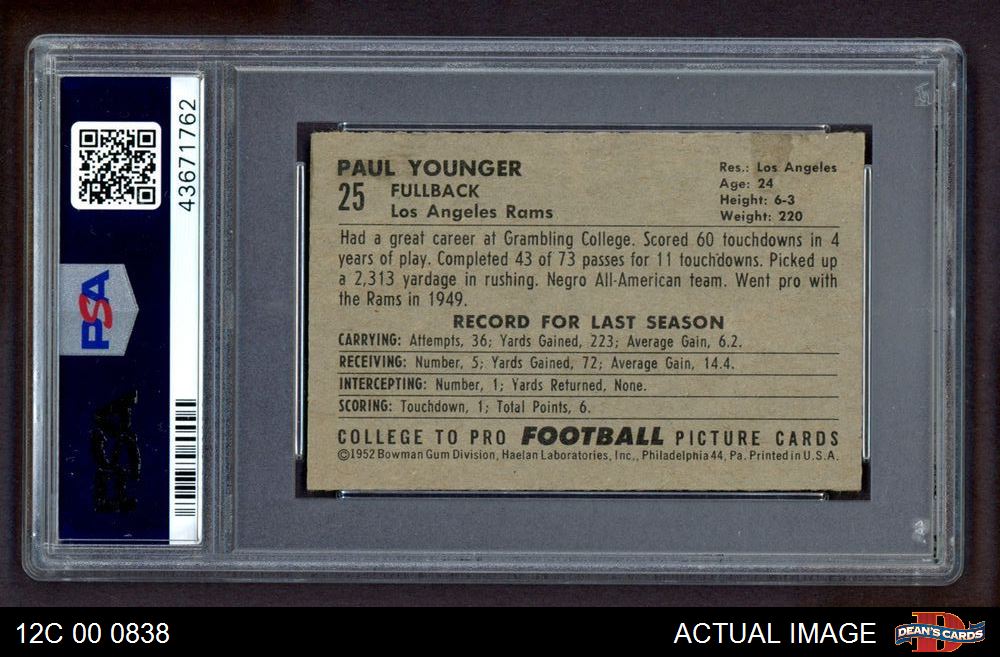 43671762
PSA
PSA
PAUL YOUNGER
25 FULLBACK
Los Angeles Rams
Res.: Los Angeles
Age: 24
Height: 6-3
Weight: 220
Had a great career at Grambling College. Scored 60 touchdowns in 4
years of play. Completed 43 of 73 passes for 11 touchdowns. Picked up
a 2,313 yardage in rushing. Negro All-American team. Went pro with
the Rams in 1949.
RECORD FOR LAST SEASON
CARRYING: Attempts, 36; Yards Gained, 223; Average Gain, 6.2.
RECEIVING: Number, 5; Yards Gained, 72; Average Gain, 14.4.
INTERCEPTING: Number, 1; Yards Returned, None.
SCORING: Touchdown, 1; Total Points, 6.
COLLEGE TO PRO FOOTBALL PICTURE CARDS
©1952 Bowman Gum Division, Haelan Laboratories, Inc., Philadelphia 44, Pa. Printed in U.S.A.
12C 00 0838
ACTUAL IMAGE
D
DEAN'S CARDS